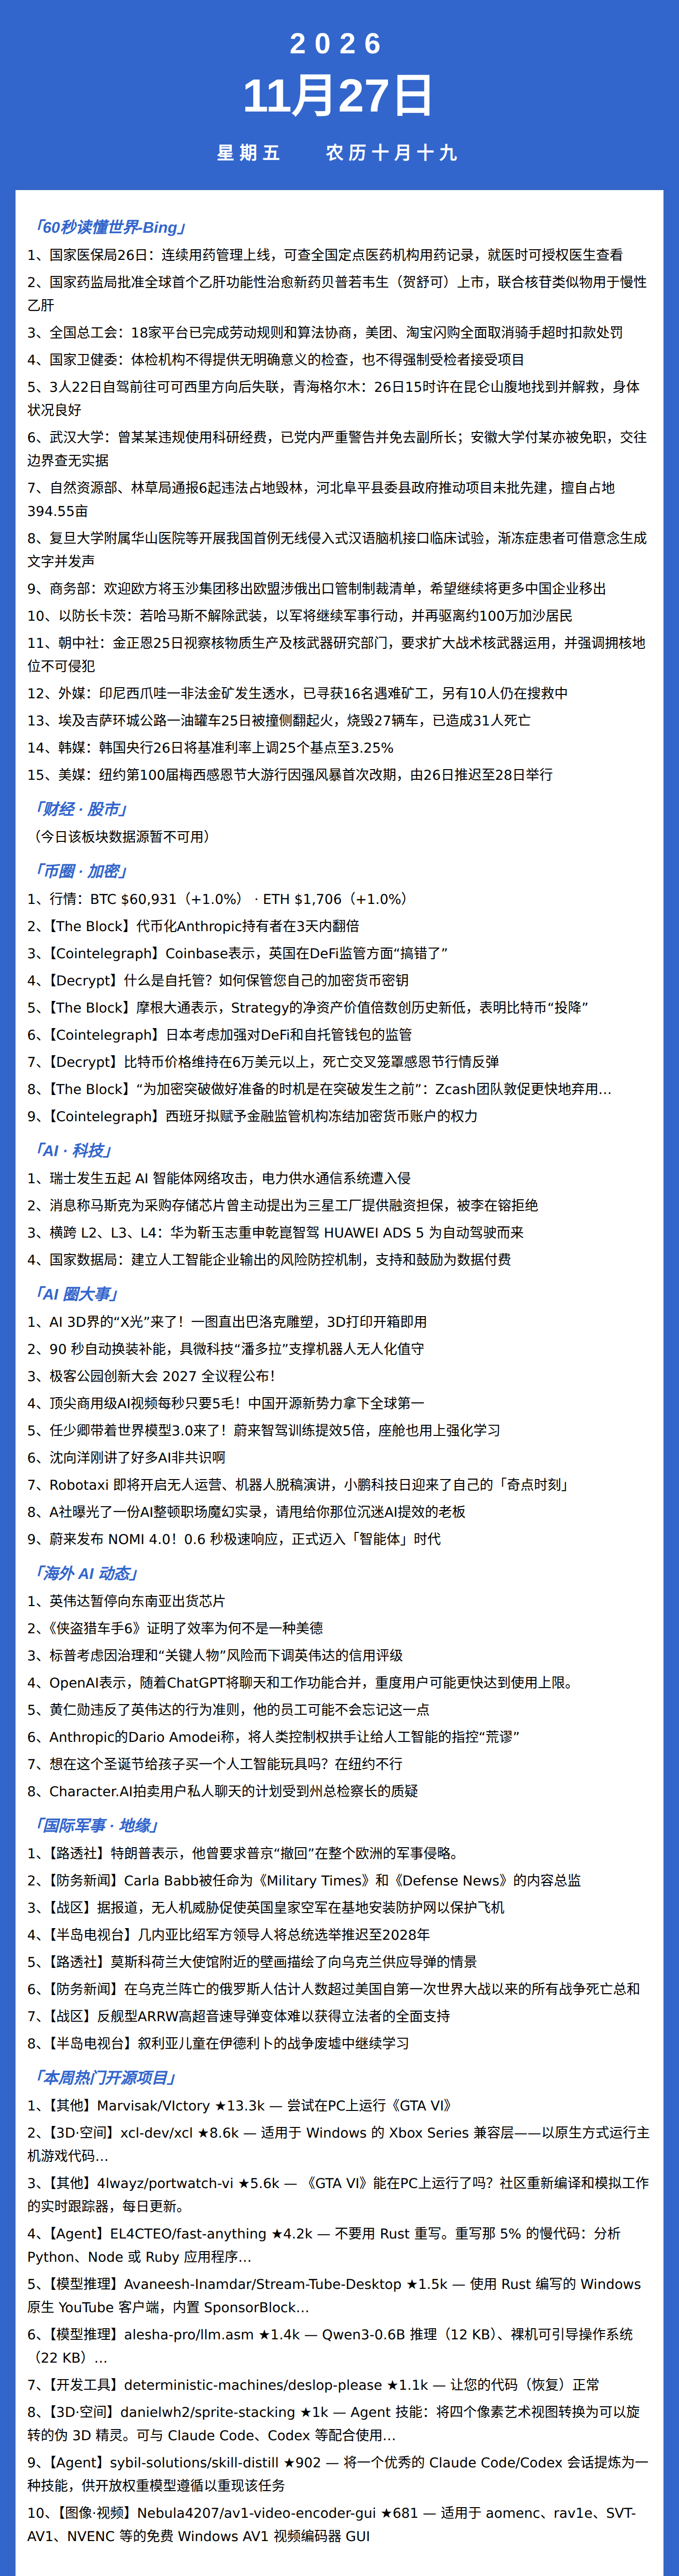 2026
11月27日
星期五 农历十月十九
「60秒读懂世界-Bing」
1、国家医保局26日：连续用药管理上线，可查全国定点医药机构用药记录，就医时可授权医生查看
2、国家药监局批准全球首个乙肝功能性治愈新药贝普若韦生（贺舒可）上市，联合核苷类似物用于慢性
乙肝
3、全国总工会：18家平台已完成劳动规则和算法协商，美团、淘宝闪购全面取消骑手超时扣款处罚
4、国家卫健委：体检机构不得提供无明确意义的检查，也不得强制受检者接受项目
5、3人22日自驾前往可可西里方向后失联，青海格尔木：26日15时许在昆仑山腹地找到并解救，身体
状况良好
6、武汉大学：曾某某违规使用科研经费，已党内严重警告并免去副所长；安徽大学付某亦被免职，交往
边界查无实据
7、自然资源部、林草局通报6起违法占地毁林，河北阜平县委县政府推动项目未批先建，擅自占地
394.55亩
8、复旦大学附属华山医院等开展我国首例无线侵入式汉语脑机接口临床试验，渐冻症患者可借意念生成
文字并发声
9、商务部：欢迎欧方将玉沙集团移出欧盟涉俄出口管制制裁清单，希望继续将更多中国企业移出
10、以防长卡茨：若哈马斯不解除武装，以军将继续军事行动，并再驱离约100万加沙居民
11、朝中社：金正恩25日视察核物质生产及核武器研究部门，要求扩大战术核武器运用，并强调拥核地
位不可侵犯
12、外媒：印尼西爪哇一非法金矿发生透水，已寻获16名遇难矿工，另有10人仍在搜救中
13、埃及吉萨环城公路一油罐车25日被撞侧翻起火，烧毁27辆车，已造成31人死亡
14、韩媒：韩国央行26日将基准利率上调25个基点至3.25%
15、美媒：纽约第100届梅西感恩节大游行因强风暴首次改期，由26日推迟至28日举行
「财经 · 股市」
（今日该板块数据源暂不可用）
「币圈 · 加密」
1、行情：BTC $60,931（+1.0%） · ETH $1,706（+1.0%）
2、【The Block】代币化Anthropic持有者在3天内翻倍
3、【Cointelegraph】Coinbase表示，英国在DeFi监管方面“搞错了”
4、【Decrypt】什么是自托管？如何保管您自己的加密货币密钥
5、【The Block】摩根大通表示，Strategy的净资产价值倍数创历史新低，表明比特币“投降”
6、【Cointelegraph】日本考虑加强对DeFi和自托管钱包的监管
7、【Decrypt】比特币价格维持在6万美元以上，死亡交叉笼罩感恩节行情反弹
8、【The Block】“为加密突破做好准备的时机是在突破发生之前”：Zcash团队敦促更快地弃用…
9、【Cointelegraph】西班牙拟赋予金融监管机构冻结加密货币账户的权力
「AI · 科技」
1、瑞士发生五起 AI 智能体网络攻击，电力供水通信系统遭入侵
2、消息称马斯克为采购存储芯片曾主动提出为三星工厂提供融资担保，被李在镕拒绝
3、横跨 L2、L3、L4：华为靳玉志重申乾崑智驾 HUAWEI ADS 5 为自动驾驶而来
4、国家数据局：建立人工智能企业输出的风险防控机制，支持和鼓励为数据付费
「AI 圈大事」
1、AI 3D界的“X光”来了！一图直出巴洛克雕塑，3D打印开箱即用
2、90 秒自动换装补能，具微科技“潘多拉”支撑机器人无人化值守
3、极客公园创新大会 2027 全议程公布！
4、顶尖商用级AI视频每秒只要5毛！中国开源新势力拿下全球第一
5、任少卿带着世界模型3.0来了！蔚来智驾训练提效5倍，座舱也用上强化学习
6、沈向洋刚讲了好多AI非共识啊
7、Robotaxi 即将开启无人运营、机器人脱稿演讲，小鹏科技日迎来了自己的「奇点时刻」
8、A社曝光了一份AI整顿职场魔幻实录，请甩给你那位沉迷AI提效的老板
9、蔚来发布 NOMI 4.0！0.6 秒极速响应，正式迈入「智能体」时代
「海外 AI 动态」
1、英伟达暂停向东南亚出货芯片
2、《侠盗猎车手6》证明了效率为何不是一种美德
3、标普考虑因治理和“关键人物”风险而下调英伟达的信用评级
4、OpenAI表示，随着ChatGPT将聊天和工作功能合并，重度用户可能更快达到使用上限。
5、黄仁勋违反了英伟达的行为准则，他的员工可能不会忘记这一点
6、Anthropic的Dario Amodei称，将人类控制权拱手让给人工智能的指控“荒谬”
7、想在这个圣诞节给孩子买一个人工智能玩具吗？在纽约不行
8、Character.AI拍卖用户私人聊天的计划受到州总检察长的质疑
「国际军事 · 地缘」
1、【路透社】特朗普表示，他曾要求普京“撤回”在整个欧洲的军事侵略。
2、【防务新闻】Carla Babb被任命为《Military Times》和《Defense News》的内容总监
3、【战区】据报道，无人机威胁促使英国皇家空军在基地安装防护网以保护飞机
4、【半岛电视台】几内亚比绍军方领导人将总统选举推迟至2028年
5、【路透社】莫斯科荷兰大使馆附近的壁画描绘了向乌克兰供应导弹的情景
6、【防务新闻】在乌克兰阵亡的俄罗斯人估计人数超过美国自第一次世界大战以来的所有战争死亡总和
7、【战区】反舰型ARRW高超音速导弹变体难以获得立法者的全面支持
8、【半岛电视台】叙利亚儿童在伊德利卜的战争废墟中继续学习
「本周热门开源项目」
1、【其他】Marvisak/VIctory ★13.3k — 尝试在PC上运行《GTA VI》
2、【3D·空间】xcl-dev/xcl ★8.6k — 适用于 Windows 的 Xbox Series 兼容层——以原生方式运行主
机游戏代码…
3、【其他】4lwayz/portwatch-vi ★5.6k — 《GTA VI》能在PC上运行了吗？社区重新编译和模拟工作
的实时跟踪器，每日更新。
4、【Agent】EL4CTEO/fast-anything ★4.2k — 不要用 Rust 重写。重写那 5% 的慢代码：分析
Python、Node 或 Ruby 应用程序…
5、【模型推理】Avaneesh-Inamdar/Stream-Tube-Desktop ★1.5k — 使用 Rust 编写的 Windows
原生 YouTube 客户端，内置 SponsorBlock…
6、【模型推理】alesha-pro/llm.asm ★1.4k — Qwen3-0.6B 推理（12 KB）、裸机可引导操作系统
（22 KB）…
7、【开发工具】deterministic-machines/deslop-please ★1.1k — 让您的代码（恢复）正常
8、【3D·空间】danielwh2/sprite-stacking ★1k — Agent 技能：将四个像素艺术视图转换为可以旋
转的伪 3D 精灵。可与 Claude Code、Codex 等配合使用…
9、【Agent】sybil-solutions/skill-distill ★902 — 将一个优秀的 Claude Code/Codex 会话提炼为一
种技能，供开放权重模型遵循以重现该任务
10、【图像·视频】Nebula4207/av1-video-encoder-gui ★681 — 适用于 aomenc、rav1e、SVT-
AV1、NVENC 等的免费 Windows AV1 视频编码器 GUI